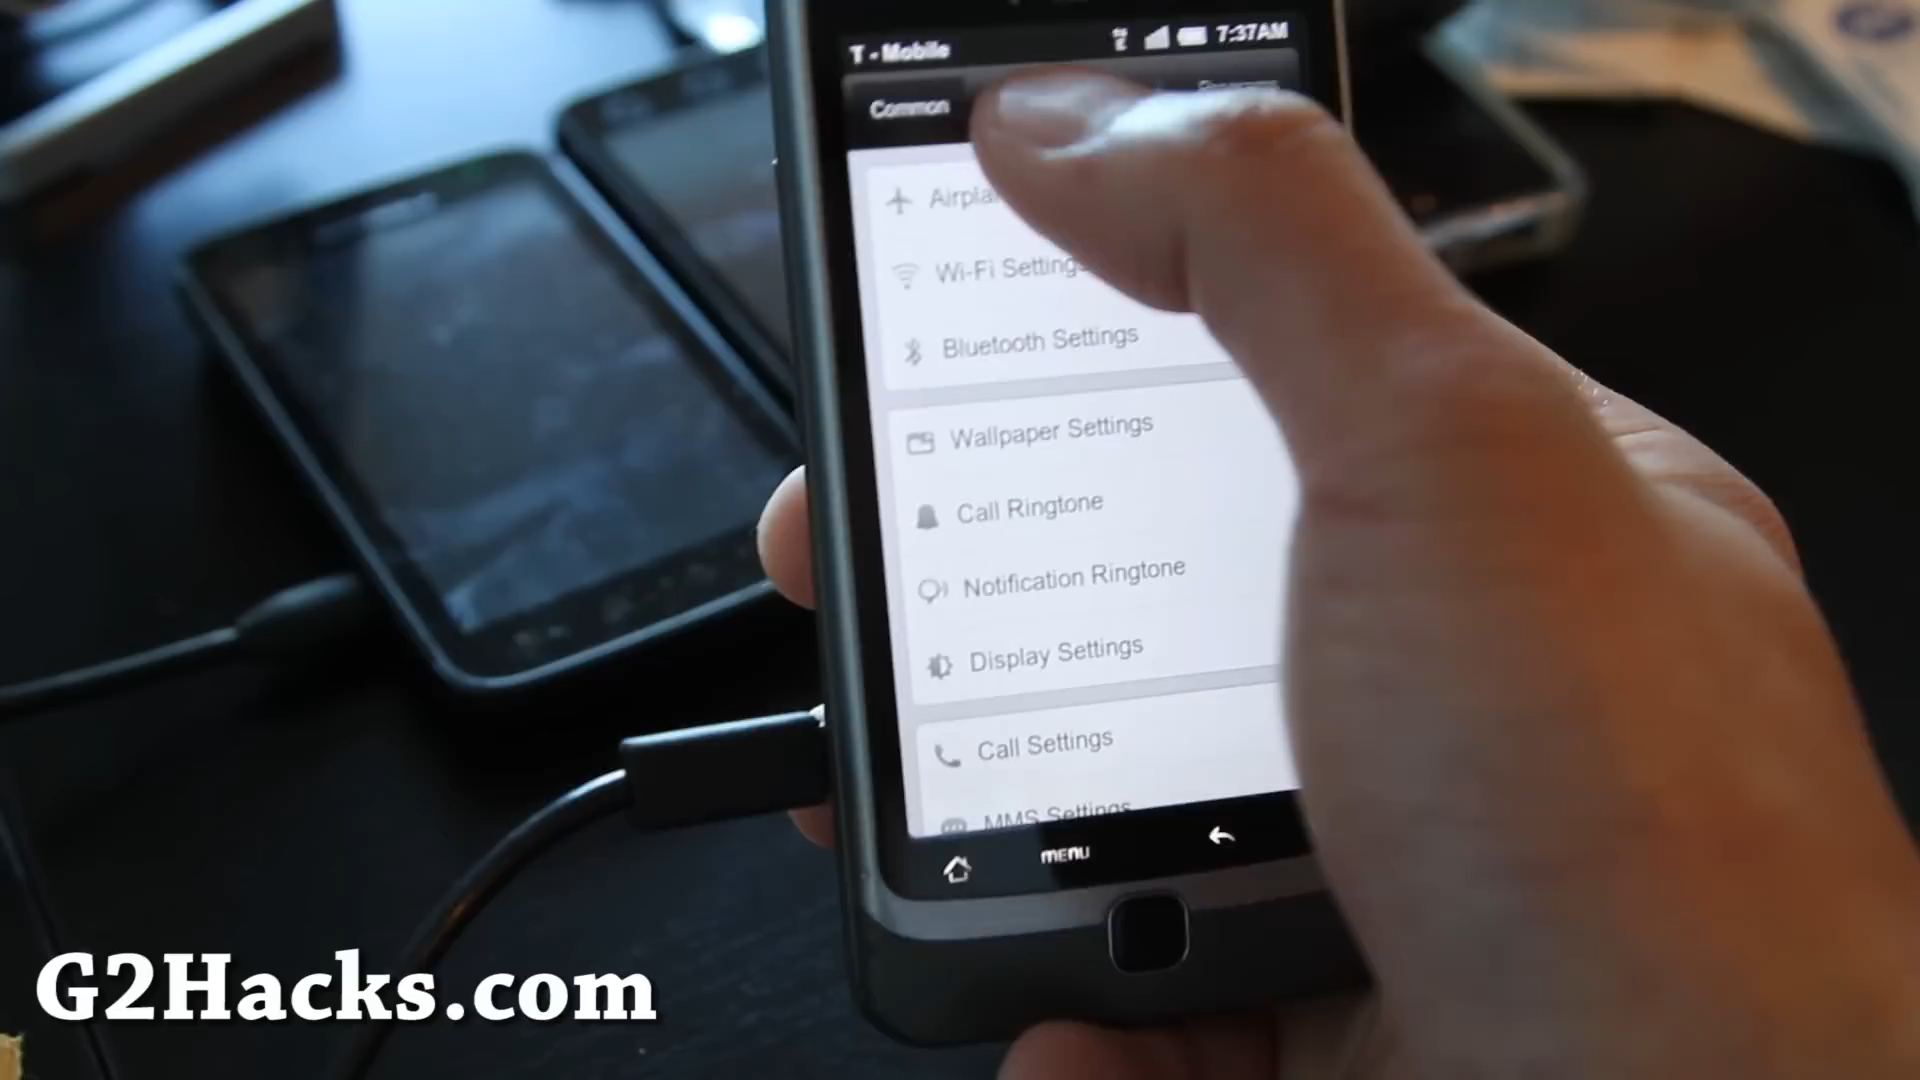 T - Mobile
7:37AM
Common
Wi-Fi Settings
Bluetooth Settings
Wallpaper Settings
Call Ringtone
Notification Ringtone
Display Settings
Call Settings
MMS Settings
MENU
G2Hacks.com